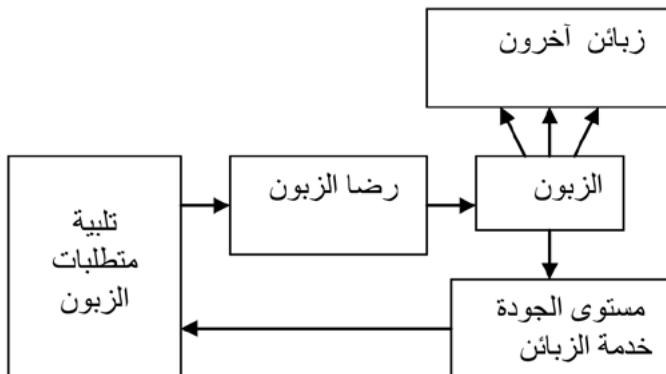 زبائن آخرون
رضا الزبون
الزبون
تلبية
متطلبات
الزبون
مستوى الجودة
خدمة الزبائن